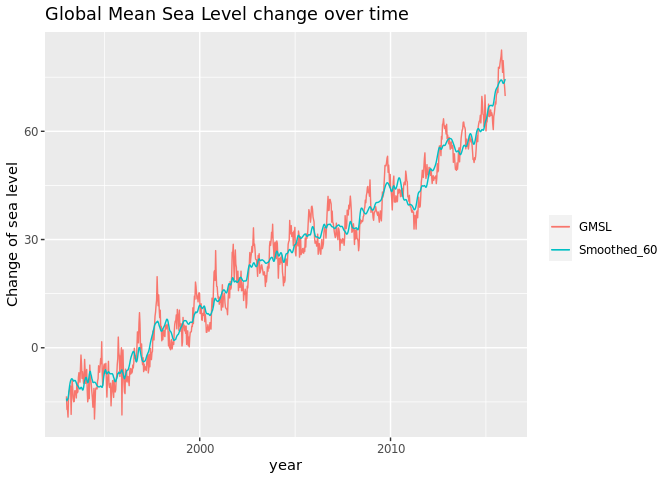 Global Mean Sea Level change over time
Change of sea level
60
30
0
2000
2010
year
GMSL
Smoothed_60